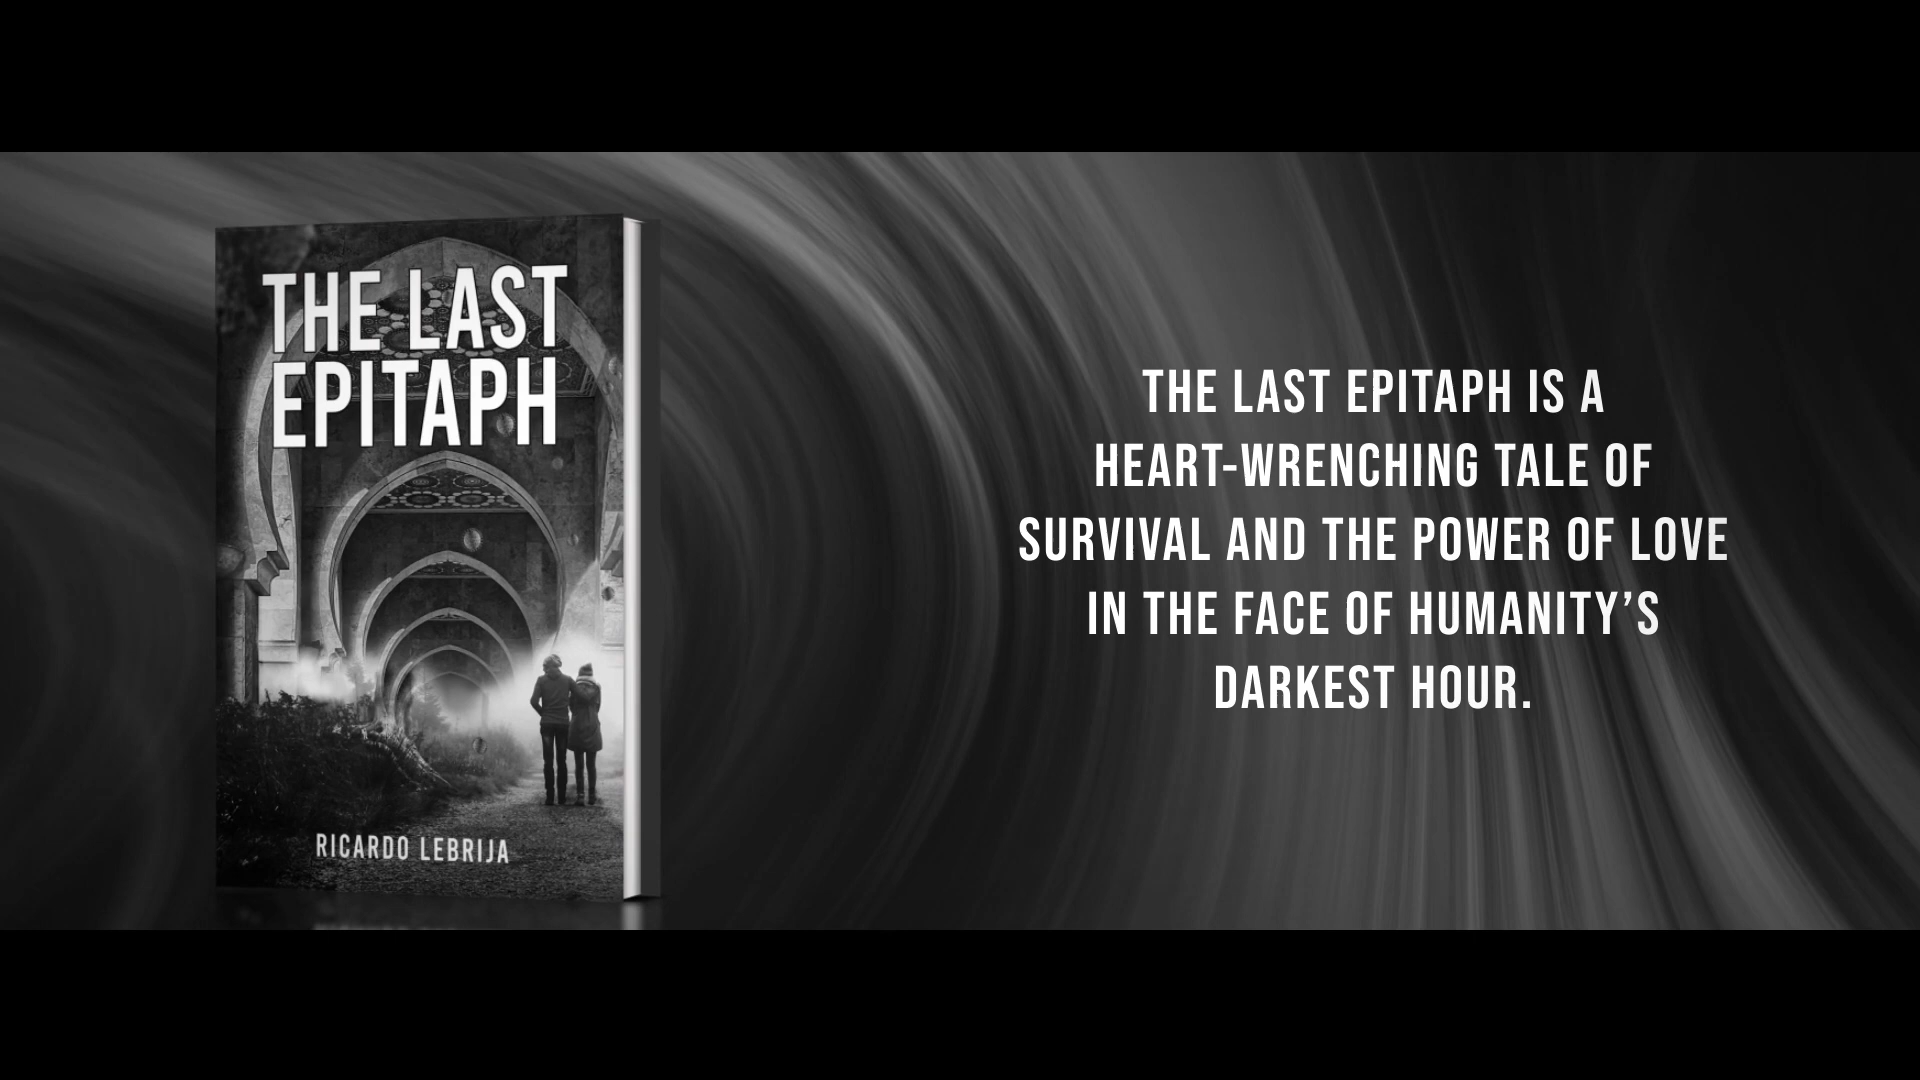 THE LAST
EPITAPH
RICARDO LEBRIJA
THE LAST EPITAPH IS A
HEART-WRENCHING TALE OF
SURVIVAL AND THE POWER OF LOVE
IN THE FACE OF HUMANITY’S
DARKEST HOUR.